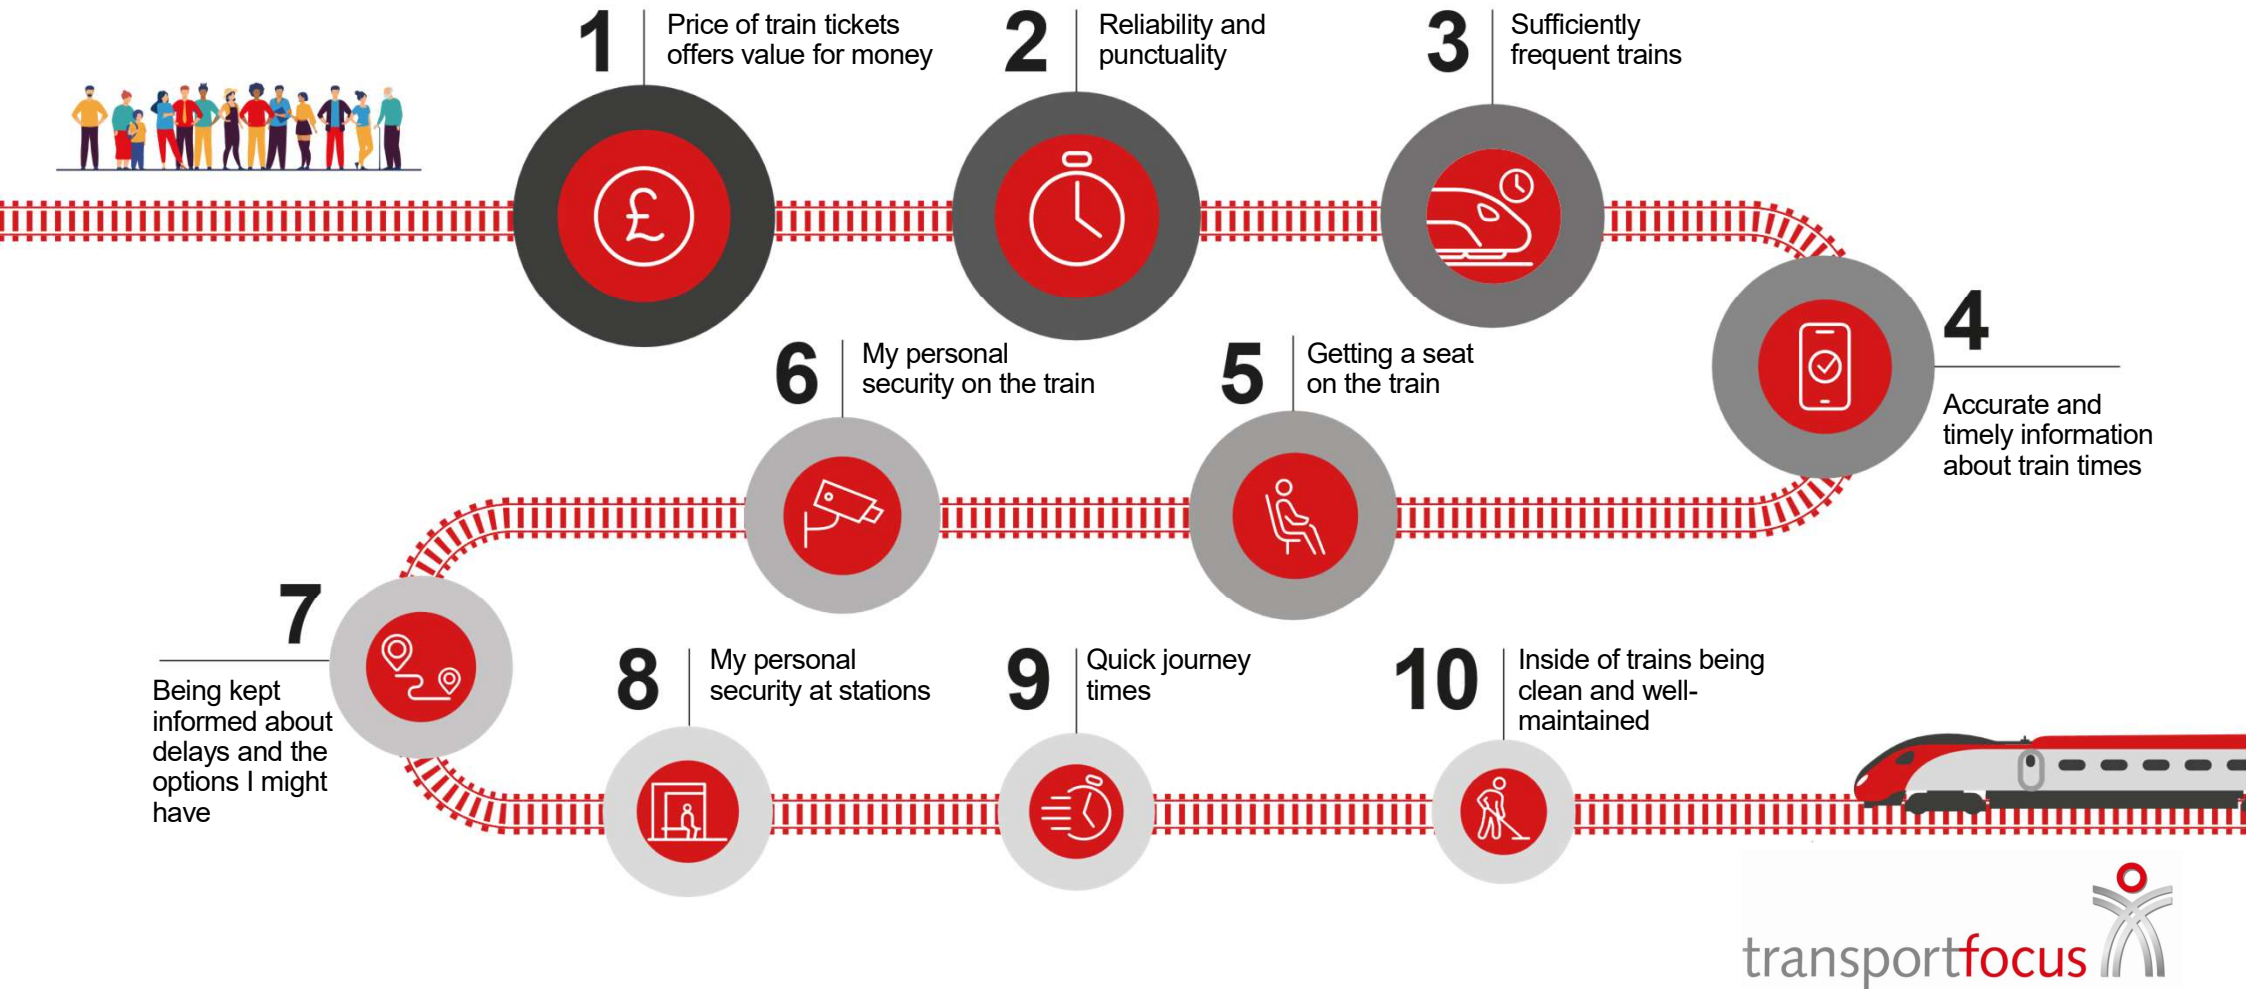 1
Price of train tickets
offers value for money
2
Reliability and
punctuality
3
Sufficiently
frequent trains
4
Accurate and
timely information
about train times
5
Getting a seat
on the train
6
My personal
security on the train
7
Being kept
informed about
delays and the
options I might
have
8
My personal
security at stations
9
Quick journey
times
10
Inside of trains being
clean and well-
maintained
£
transportfocus